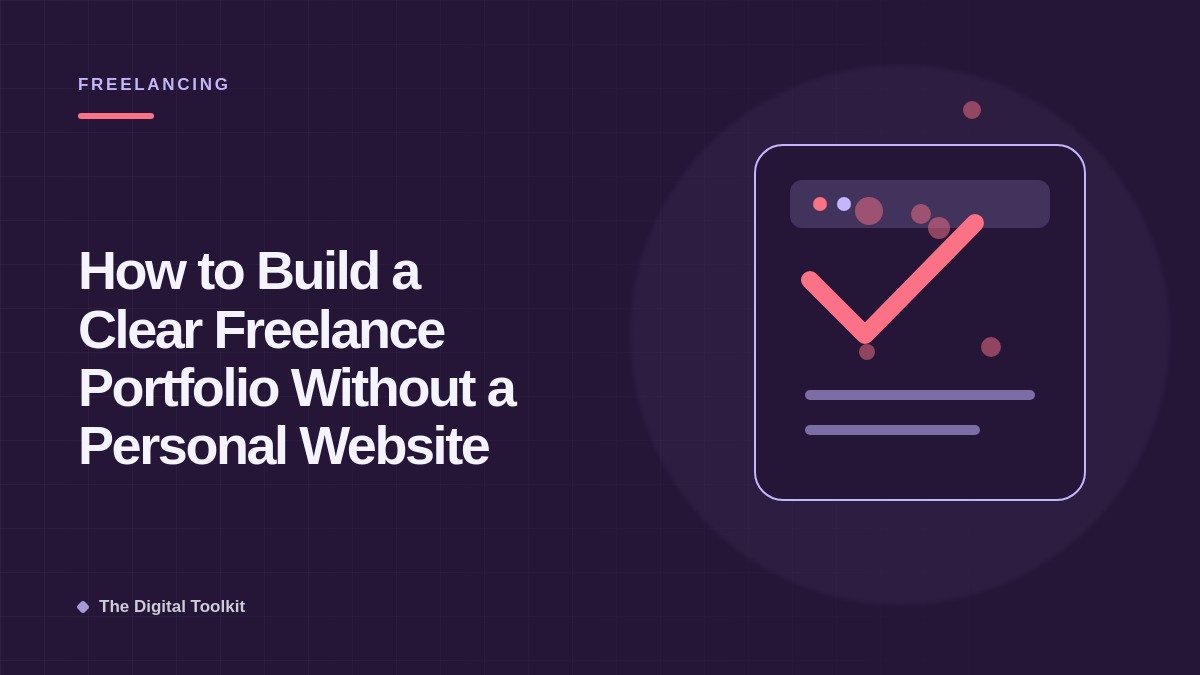 FREELANCING
How to Build a
Clear Freelance
Portfolio Without a
Personal Website
The Digital Toolkit